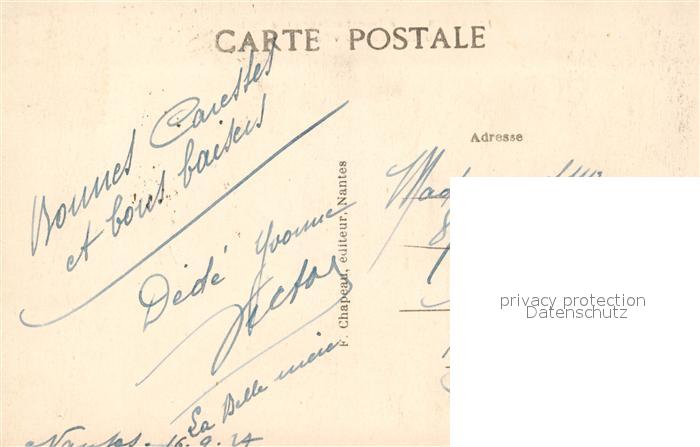 CARTE POSTALE
Bonnes Caresses
et bons baisers
Dédé Yvonne
Victor
La Belle mère
Nantes 16.9.24
F. Chapeau, éditeur, Nantes
Adresse
privacy protection
Datenschutz